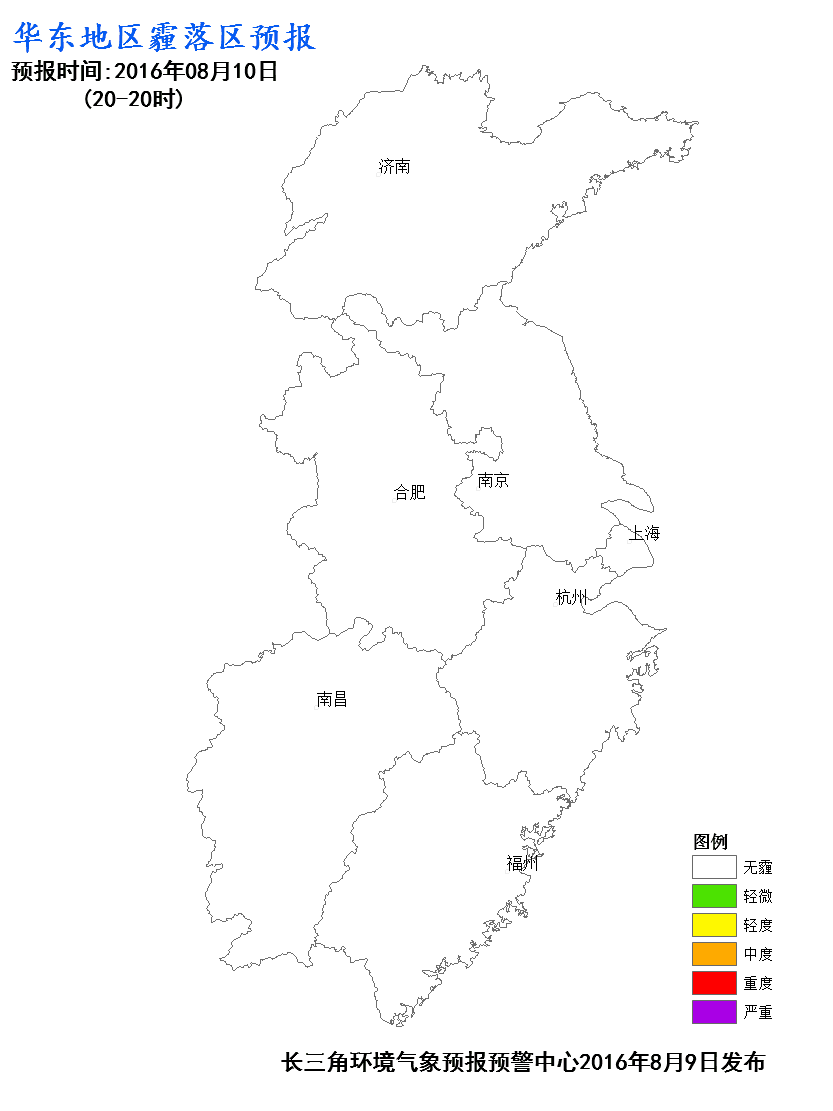 华东地区霾落区预报
预报时间:2016年08月10日
(20-20时)
济南
南京
合肥
上海
杭州
南昌
福州
图例
无霾
轻微
轻度
中度
重度
严重
长三角环境气象预报预警中心2016年8月9日发布